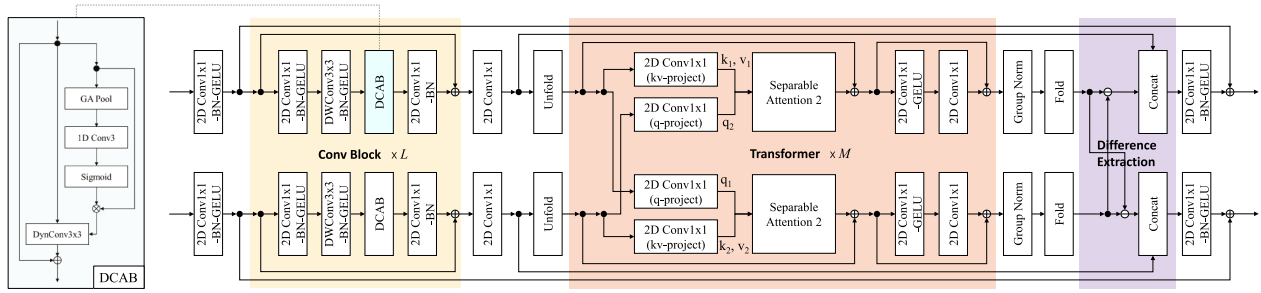 GA Pool
1D Conv3
Sigmoid
DynConv3x3
DCAB
2D Conv1x1
-BN-GELU
2D Conv1x1
-BN-GELU
DWConv3x3
-BN-GELU
DCAB
2D Conv1x1
-BN
2D Conv1x1
Unfold
2D Conv1x1
(kv-project)
k1, v1
2D Conv1x1
(q-project)
q2
Separable
Attention 2
2D Conv1x1
-GELU
2D Conv1x1
Group Norm
Fold
Concat
2D Conv1x1
-BN-GELU
Conv Block × L
Transformer × M
Difference
Extraction
2D Conv1x1
-BN-GELU
2D Conv1x1
-BN-GELU
DWConv3x3
-BN-GELU
DCAB
2D Conv1x1
-BN
2D Conv1x1
Unfold
q1
2D Conv1x1
(q-project)
2D Conv1x1
(kv-project)
k2, v2
Separable
Attention 2
2D Conv1x1
-GELU
2D Conv1x1
Group Norm
Fold
Concat
2D Conv1x1
-BN-GELU